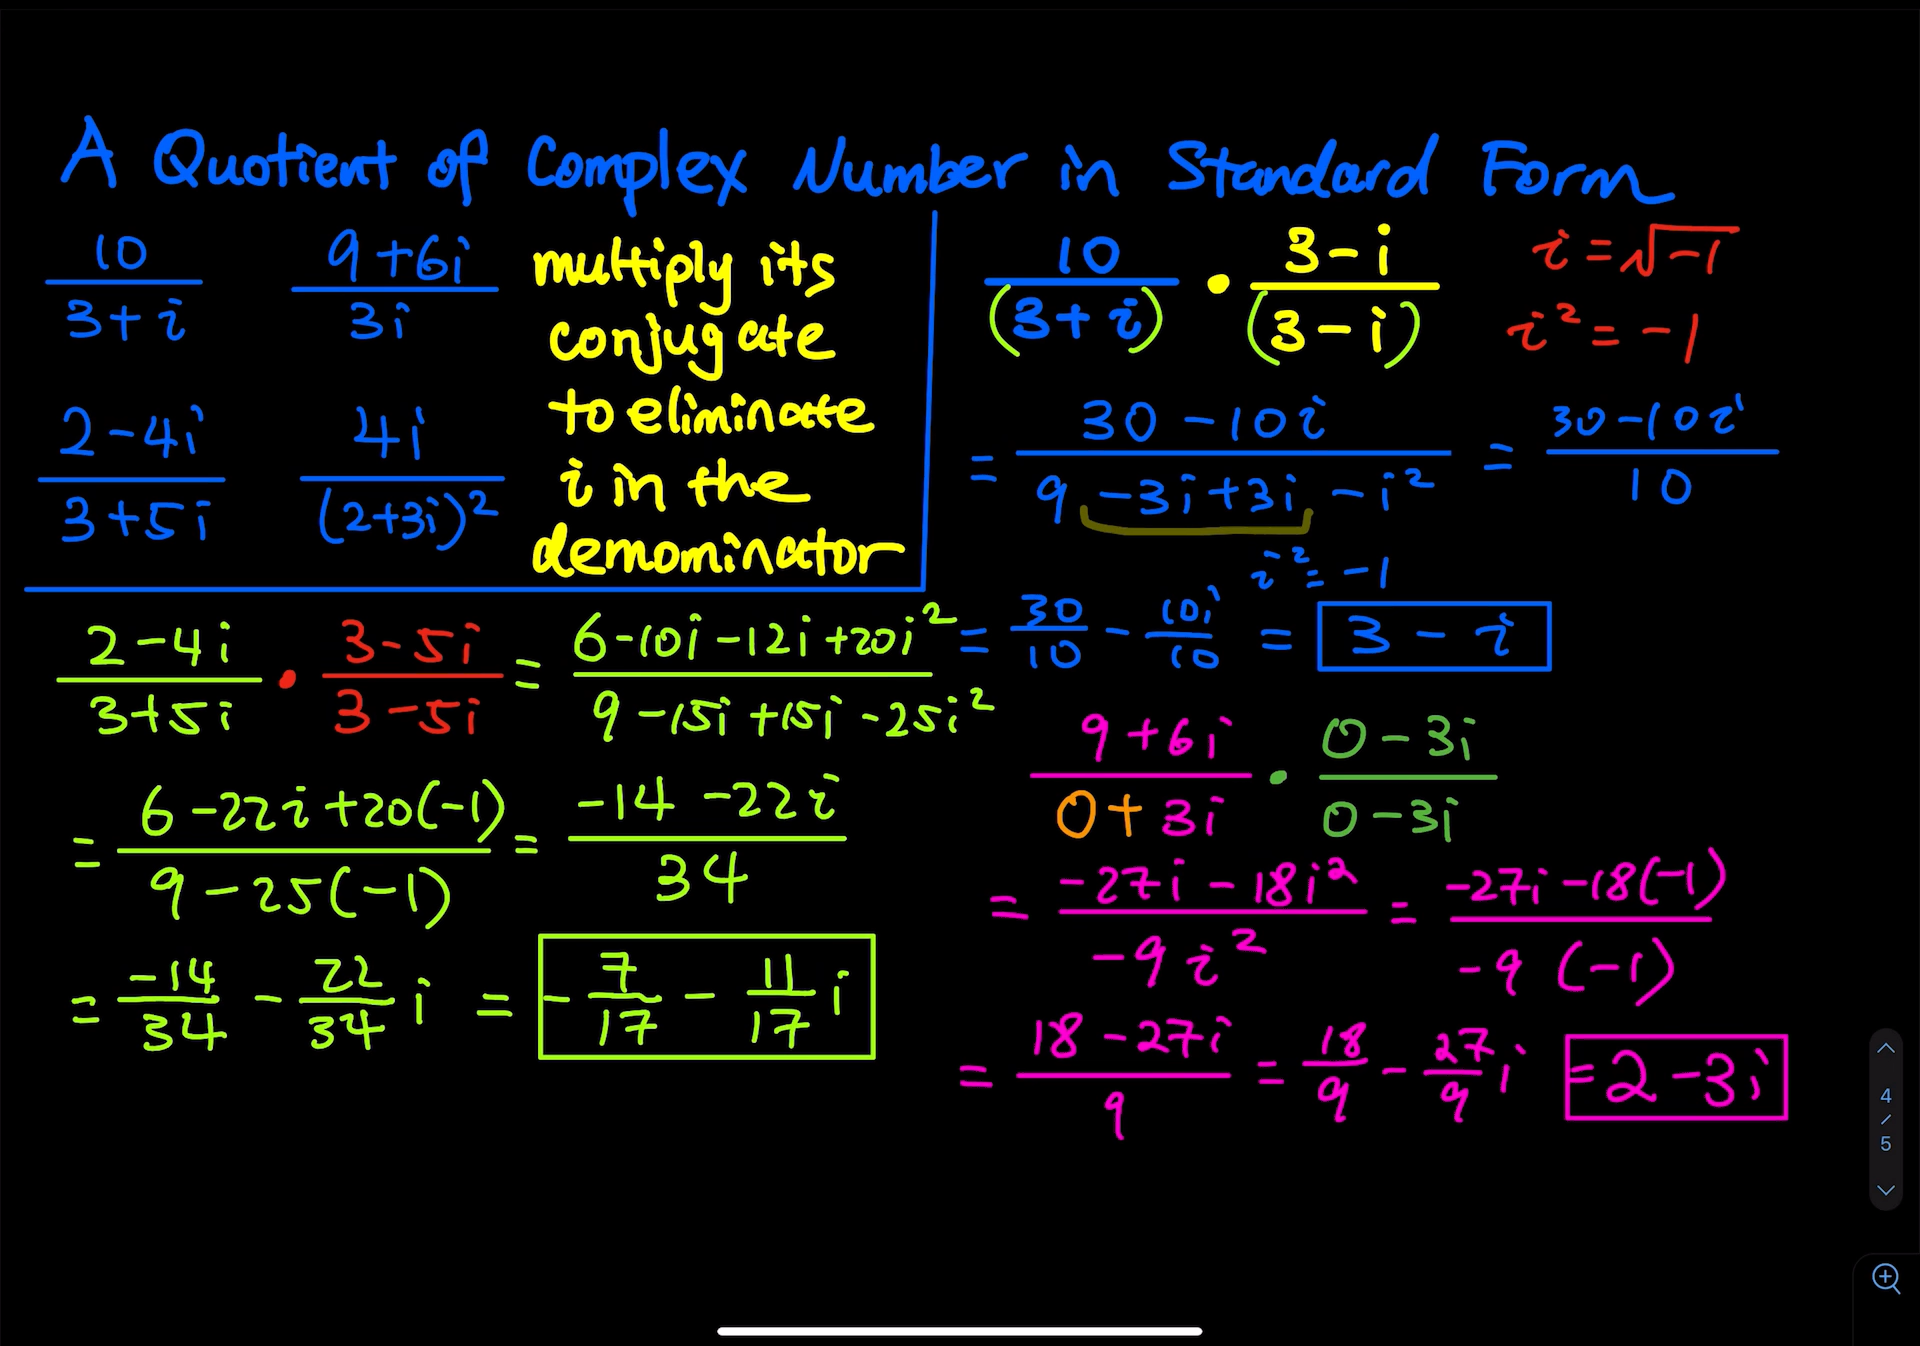 A Quotient of Complex Number in Standard Form
10/(3+i)   (9+6i)/(3i)
(2-4i)/(3+5i)   4i/(2+3i)²
multiply its
conjugate
to eliminate
i in the
demominator
10/(3+i) · (3-i)/(3-i)
i = √-1
i² = -1
= (30-10i)/(9-3i+3i-i²) = (30-10i)/10
i² = -1
= 30/10 - 10i/10 = 3-i
(2-4i)/(3+5i) · (3-5i)/(3-5i) = (6-10i-12i+20i²)/(9-15i+15i-25i²)
= (6-22i+20(-1))/(9-25(-1)) = (-14-22i)/34
= -14/34 - 22/34 i = -7/17 - 11/17 i
(9+6i)/(0+3i) · (0-3i)/(0-3i)
= (-27i-18i²)/(-9i²) = (-27i-18(-1))/(-9(-1))
= (18-27i)/9 = 18/9 - 27/9 i = 2-3i
4
/
5